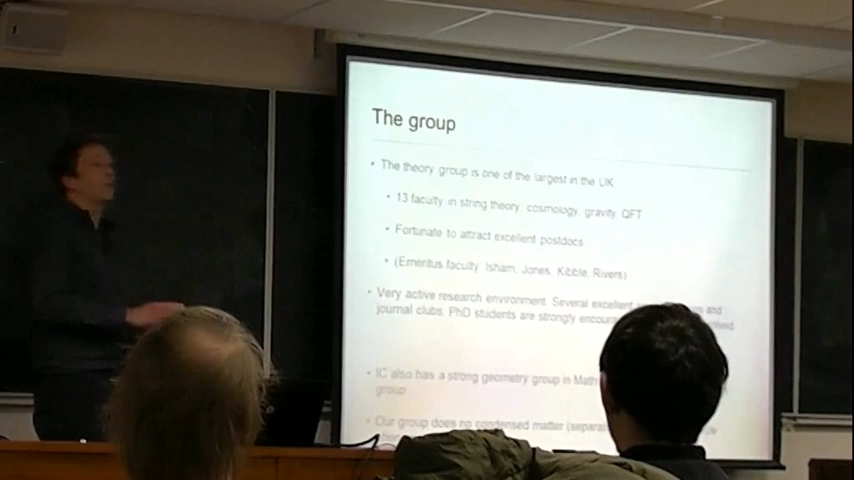 The group
• The theory group is one of the largest in the UK
• 13 faculty in string theory, cosmology, gravity, QFT
• Fortunate to attract excellent postdocs
• (Emeritus faculty: Isham, Jones, Kibble, Rivers)
• Very active research environment. Several excellent and
journal clubs. PhD students are strongly
• IC also has a strong geometry group in
group
• Our group does no condensed matter